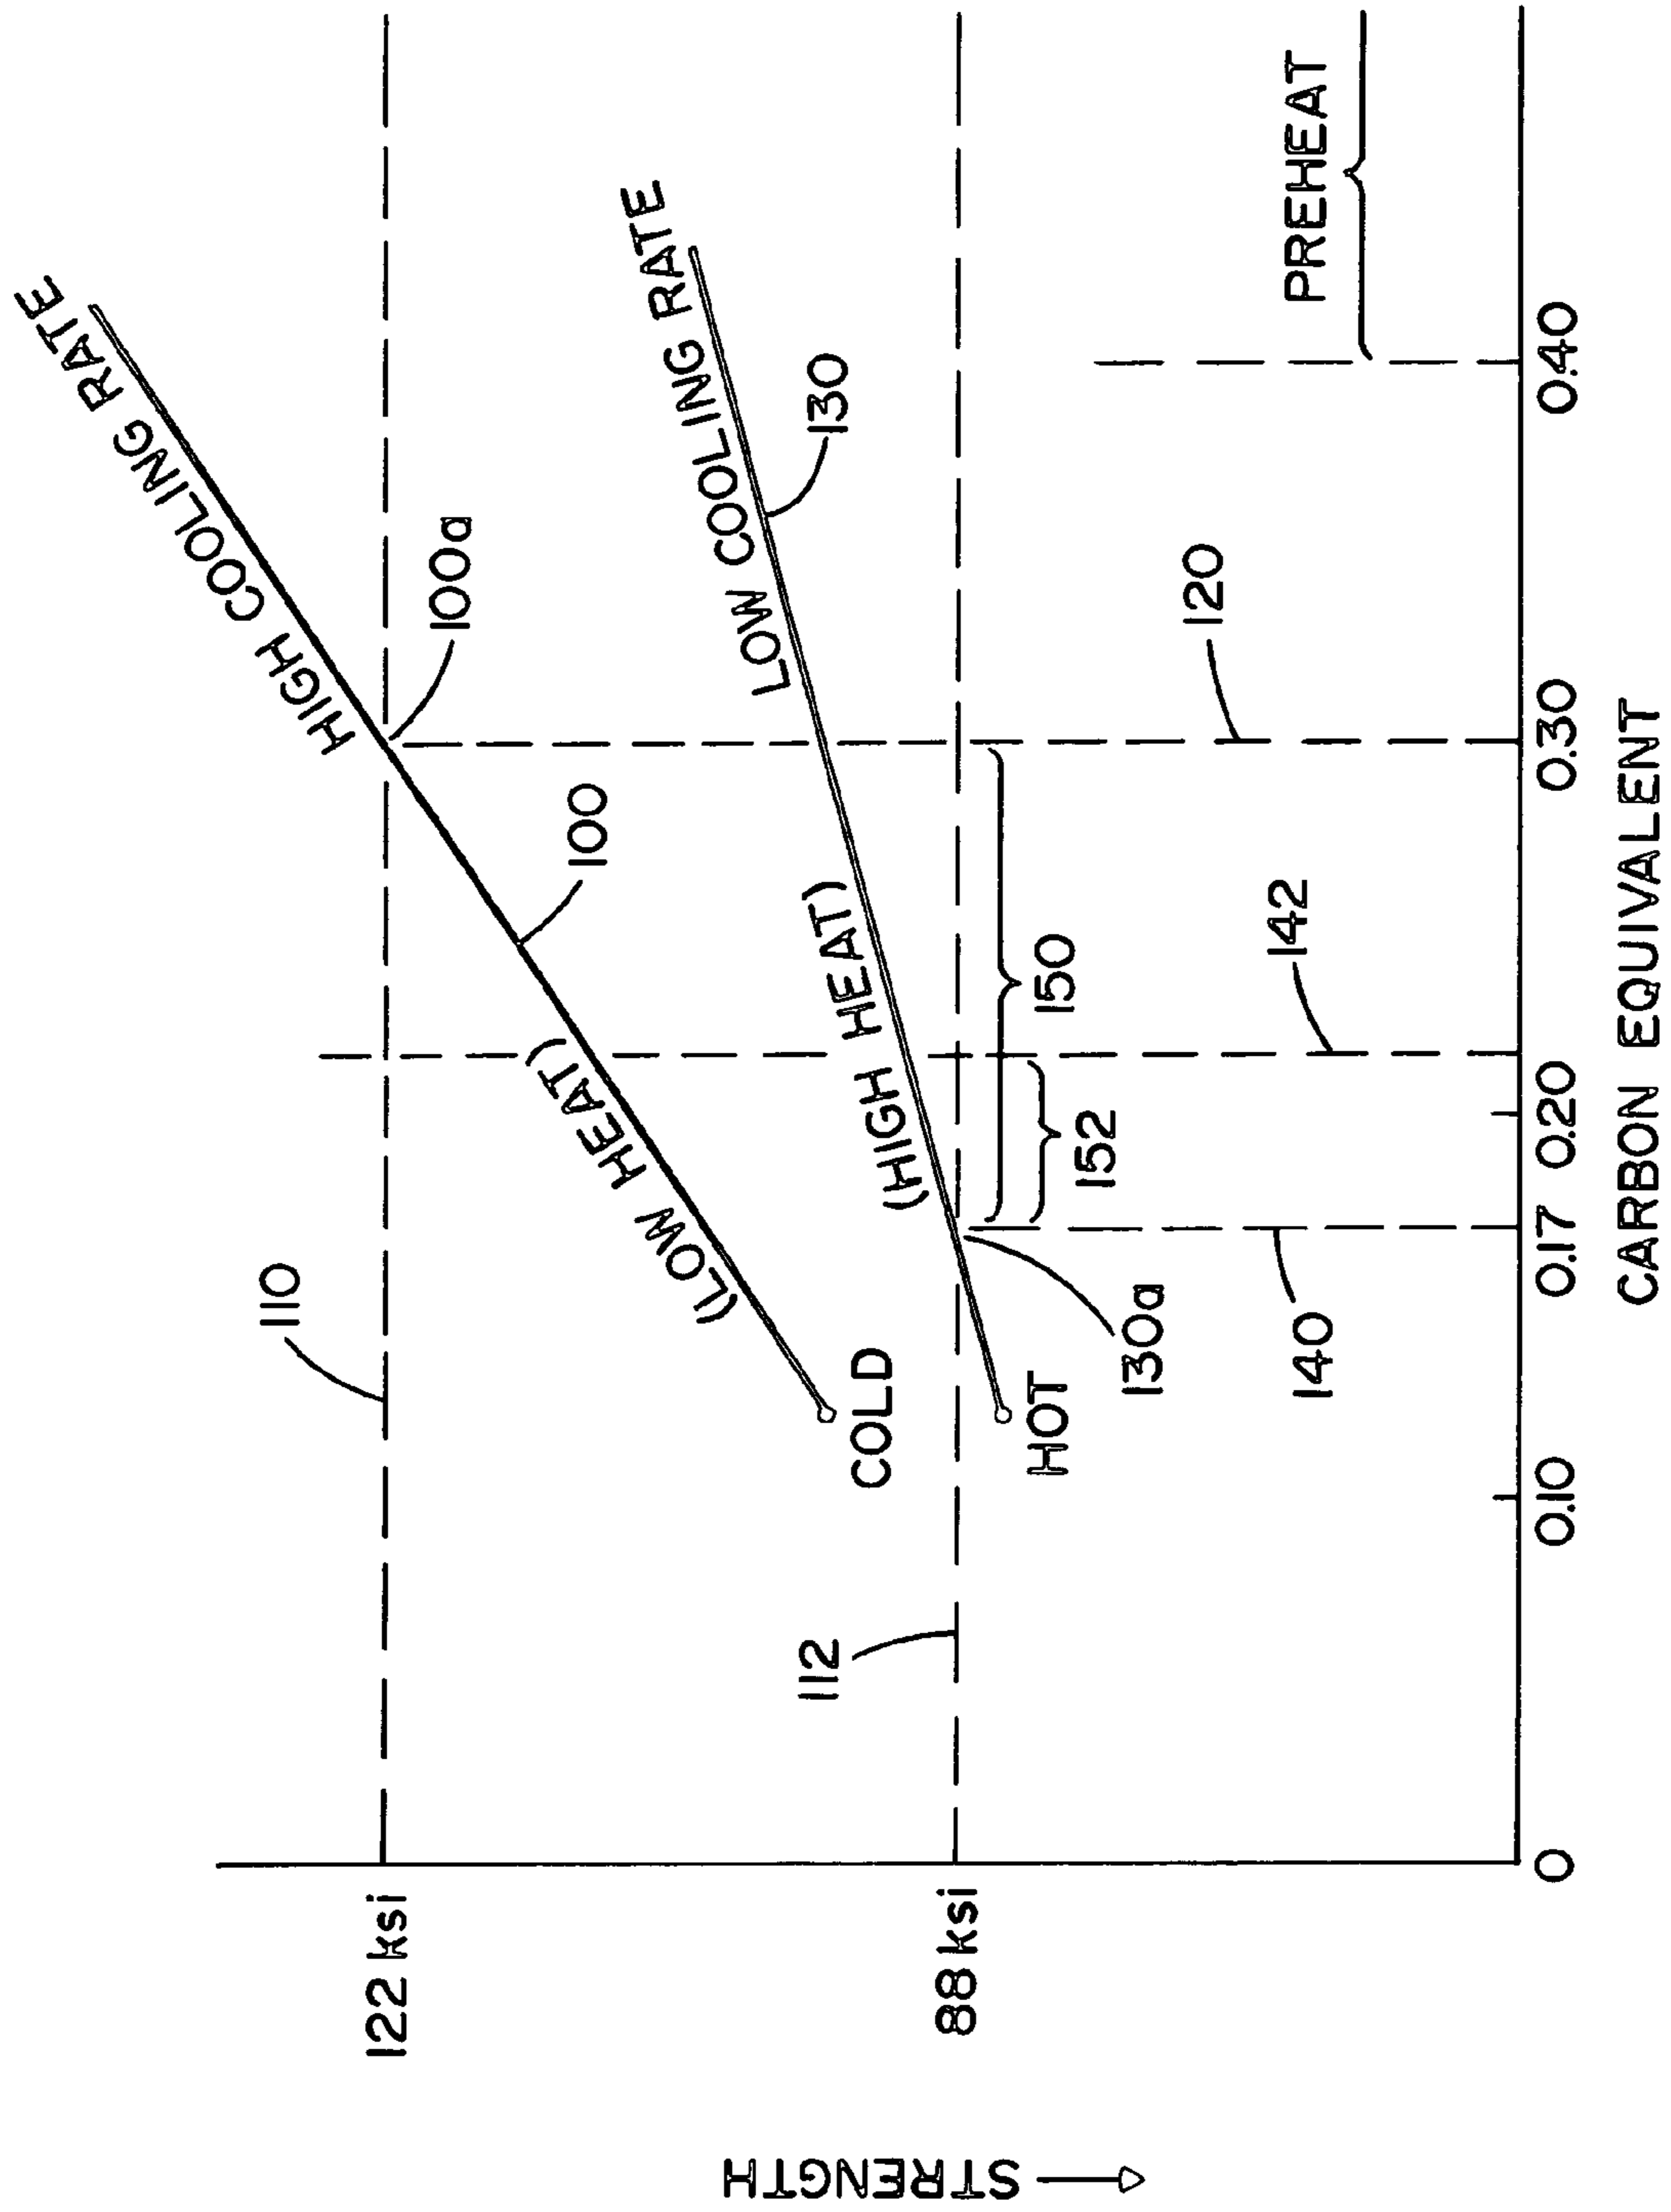 HIGH COOLING RATE
110
122 ksi
100a
LOW COOLING RATE
(LOW HEAT)
100
130
COLD
(HIGH HEAT)
112
88 ksi
HOT
150
152
130a
140
142
120
PREHEAT
STRENGTH
0
0.10
0.17
0.20
0.30
0.40
CARBON EQUIVALENT